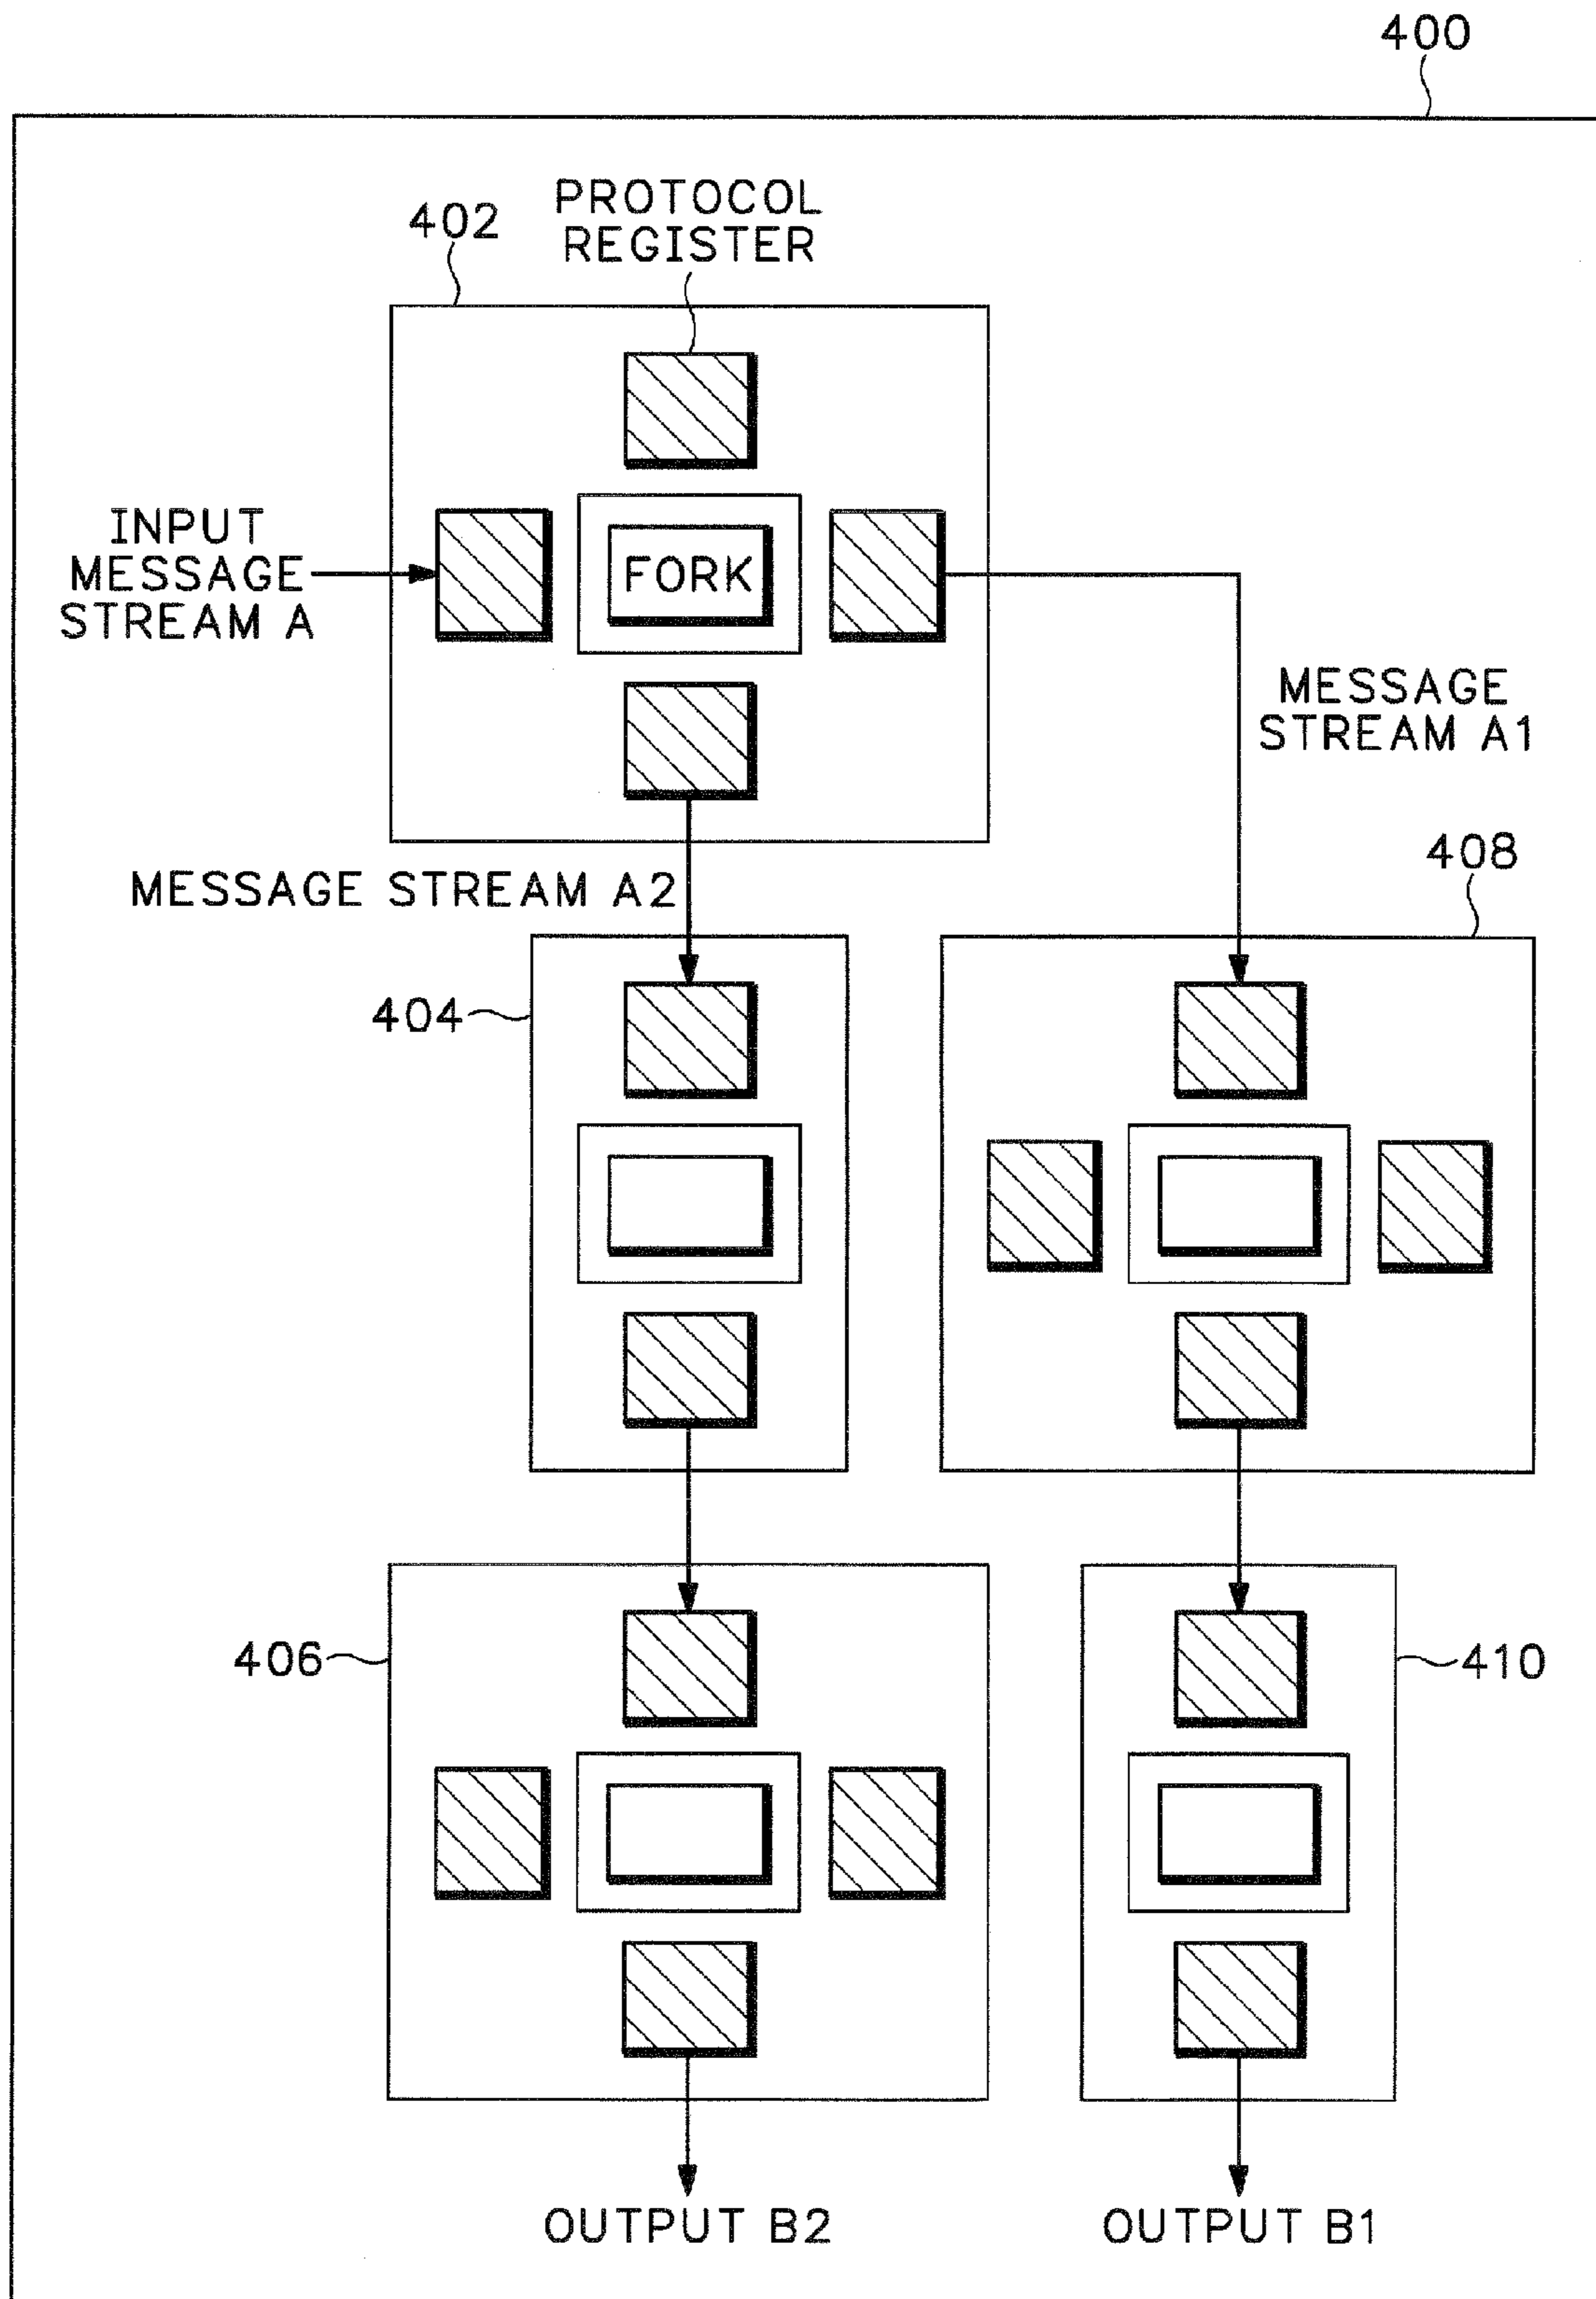 400
PROTOCOL
REGISTER
402
INPUT
MESSAGE
STREAM A
FORK
MESSAGE
STREAM A1
MESSAGE STREAM A2
408
404
406
410
OUTPUT B2
OUTPUT B1